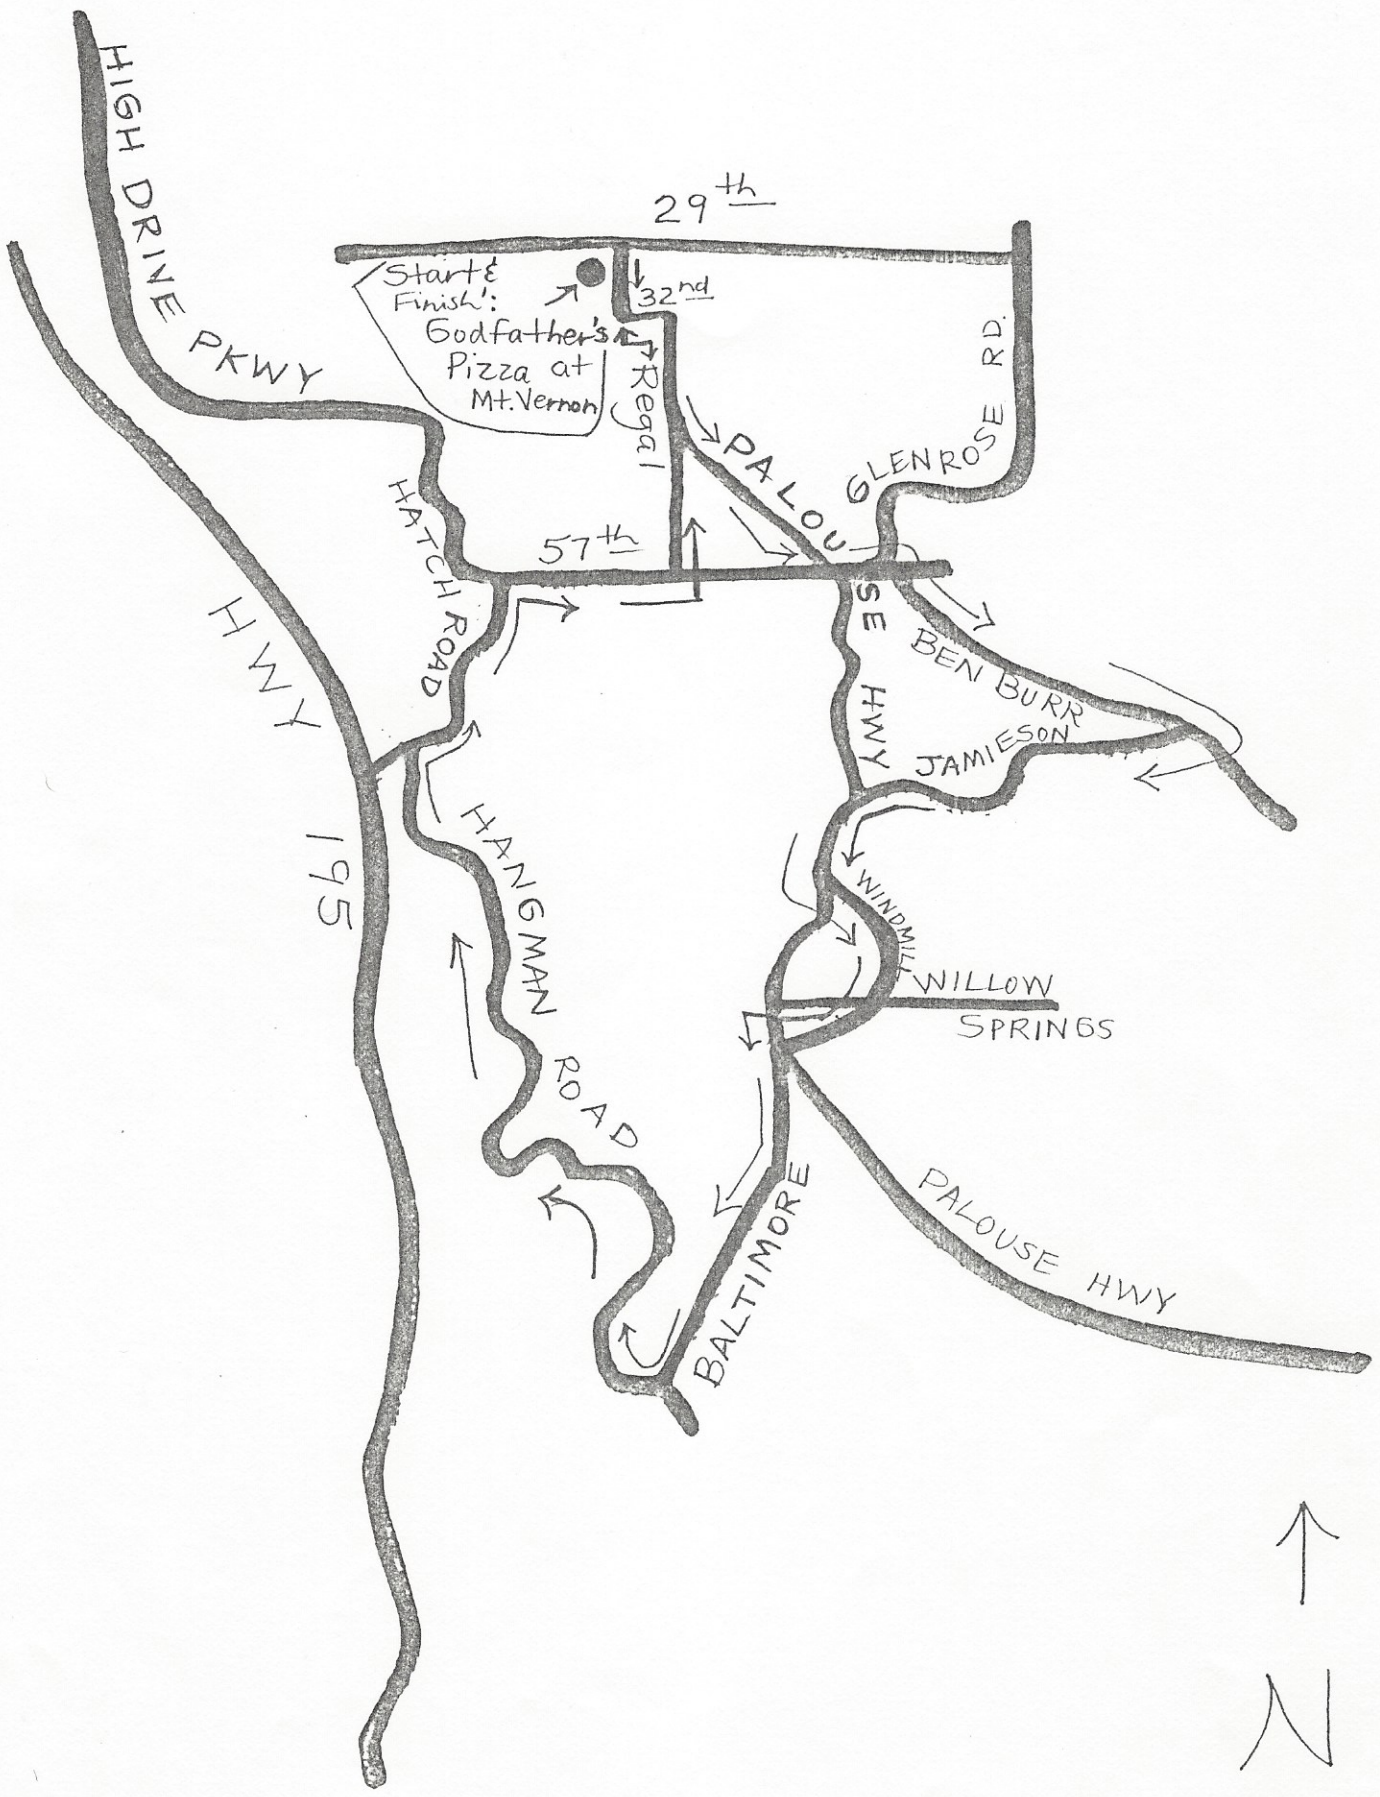 HIGH DRIVE PKWY
29th
Start &
Finish:
Godfather's
Pizza at
Mt. Vernon
32nd
Regal
PALOUSE HWY
GLENROSE RD.
HATCH ROAD
57th
HWY 195
BEN BURR
JAMIESON
HANGMAN ROAD
WINDMILL
WILLOW
SPRINGS
BALTIMORE
PALOUSE HWY
N